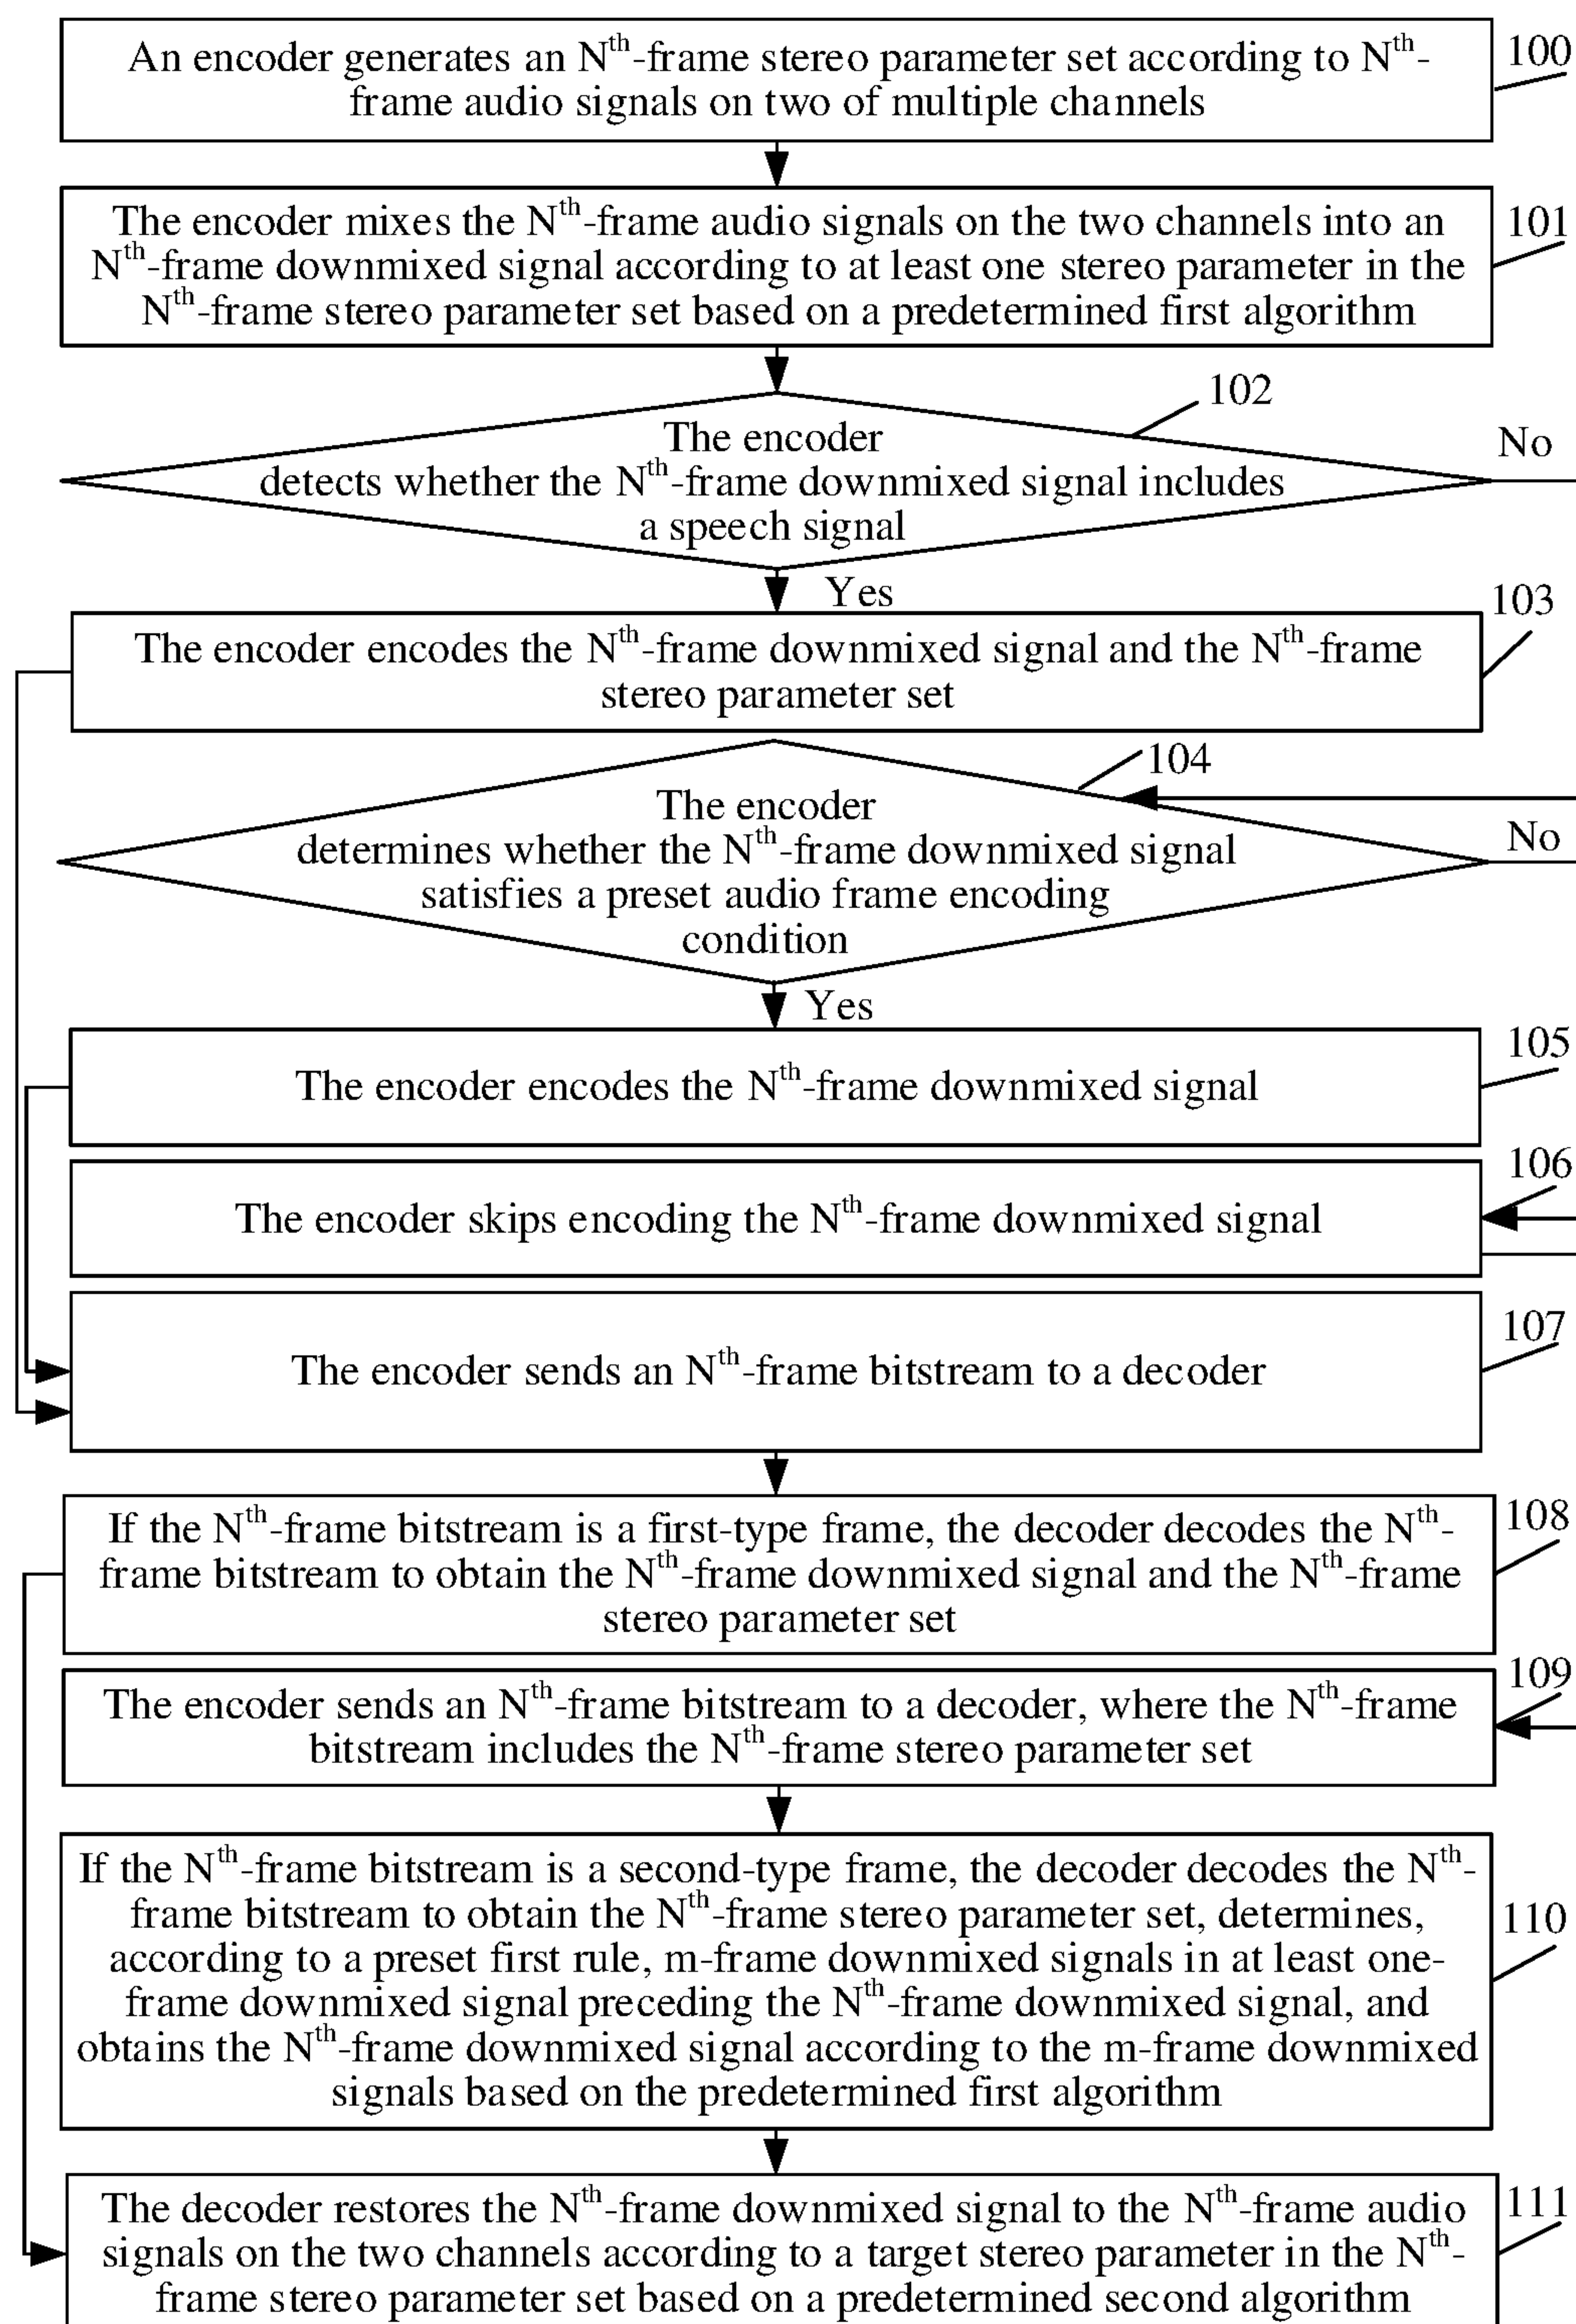 An encoder generates an Nth-frame stereo parameter set according to Nth-
frame audio signals on two of multiple channels
100
The encoder mixes the Nth-frame audio signals on the two channels into an
Nth-frame downmixed signal according to at least one stereo parameter in the
Nth-frame stereo parameter set based on a predetermined first algorithm
101
102
The encoder
detects whether the Nth-frame downmixed signal includes
a speech signal
No
Yes
103
The encoder encodes the Nth-frame downmixed signal and the Nth-frame
stereo parameter set
104
The encoder
determines whether the Nth-frame downmixed signal
satisfies a preset audio frame encoding
condition
No
Yes
105
The encoder encodes the Nth-frame downmixed signal
106
The encoder skips encoding the Nth-frame downmixed signal
107
The encoder sends an Nth-frame bitstream to a decoder
108
If the Nth-frame bitstream is a first-type frame, the decoder decodes the Nth-
frame bitstream to obtain the Nth-frame downmixed signal and the Nth-frame
stereo parameter set
109
The encoder sends an Nth-frame bitstream to a decoder, where the Nth-frame
bitstream includes the Nth-frame stereo parameter set
If the Nth-frame bitstream is a second-type frame, the decoder decodes the Nth-
frame bitstream to obtain the Nth-frame stereo parameter set, determines,
according to a preset first rule, m-frame downmixed signals in at least one-
frame downmixed signal preceding the Nth-frame downmixed signal, and
obtains the Nth-frame downmixed signal according to the m-frame downmixed
signals based on the predetermined first algorithm
110
The decoder restores the Nth-frame downmixed signal to the Nth-frame audio
signals on the two channels according to a target stereo parameter in the Nth-
frame stereo parameter set based on a predetermined second algorithm
111